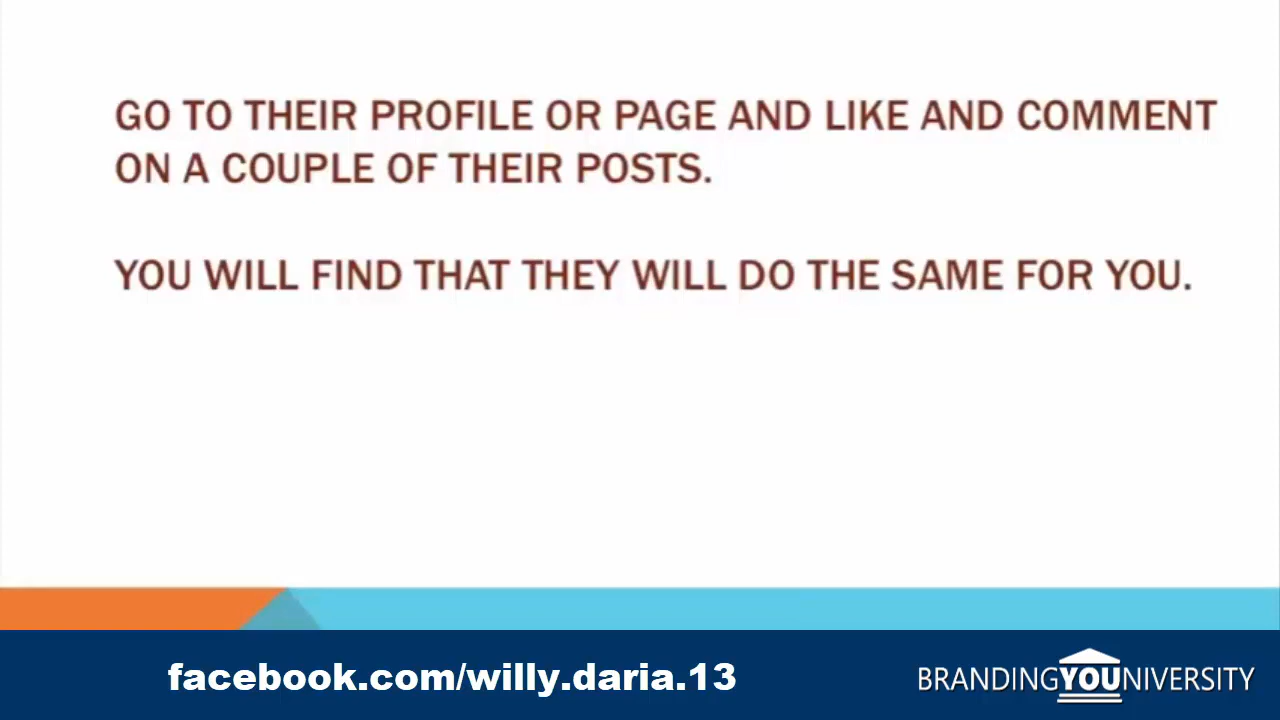 GO TO THEIR PROFILE OR PAGE AND LIKE AND COMMENT
ON A COUPLE OF THEIR POSTS.
YOU WILL FIND THAT THEY WILL DO THE SAME FOR YOU.
facebook.com/willy.daria.13
BRANDINGYOUNIVERSITY